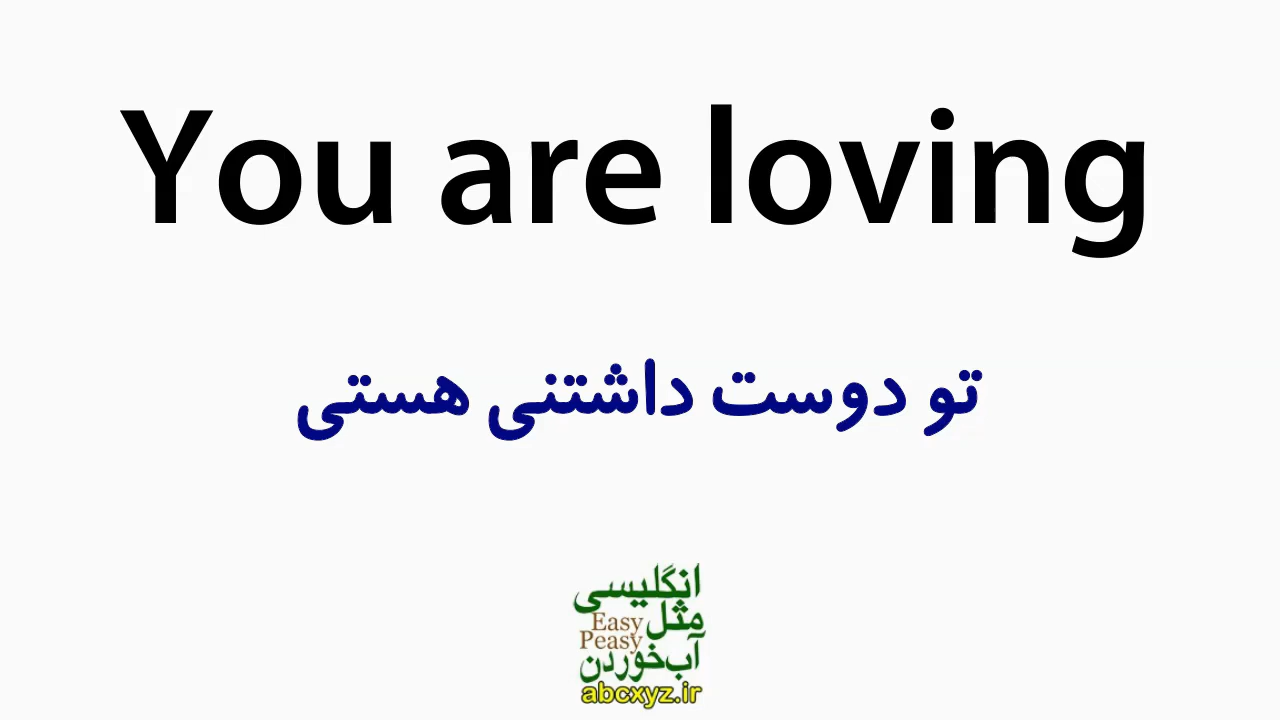 You are loving
تو دوست داشتنی هستی
انگلیسی
مثل
Easy
Peasy
آب‌خوردن
abcxyz.ir